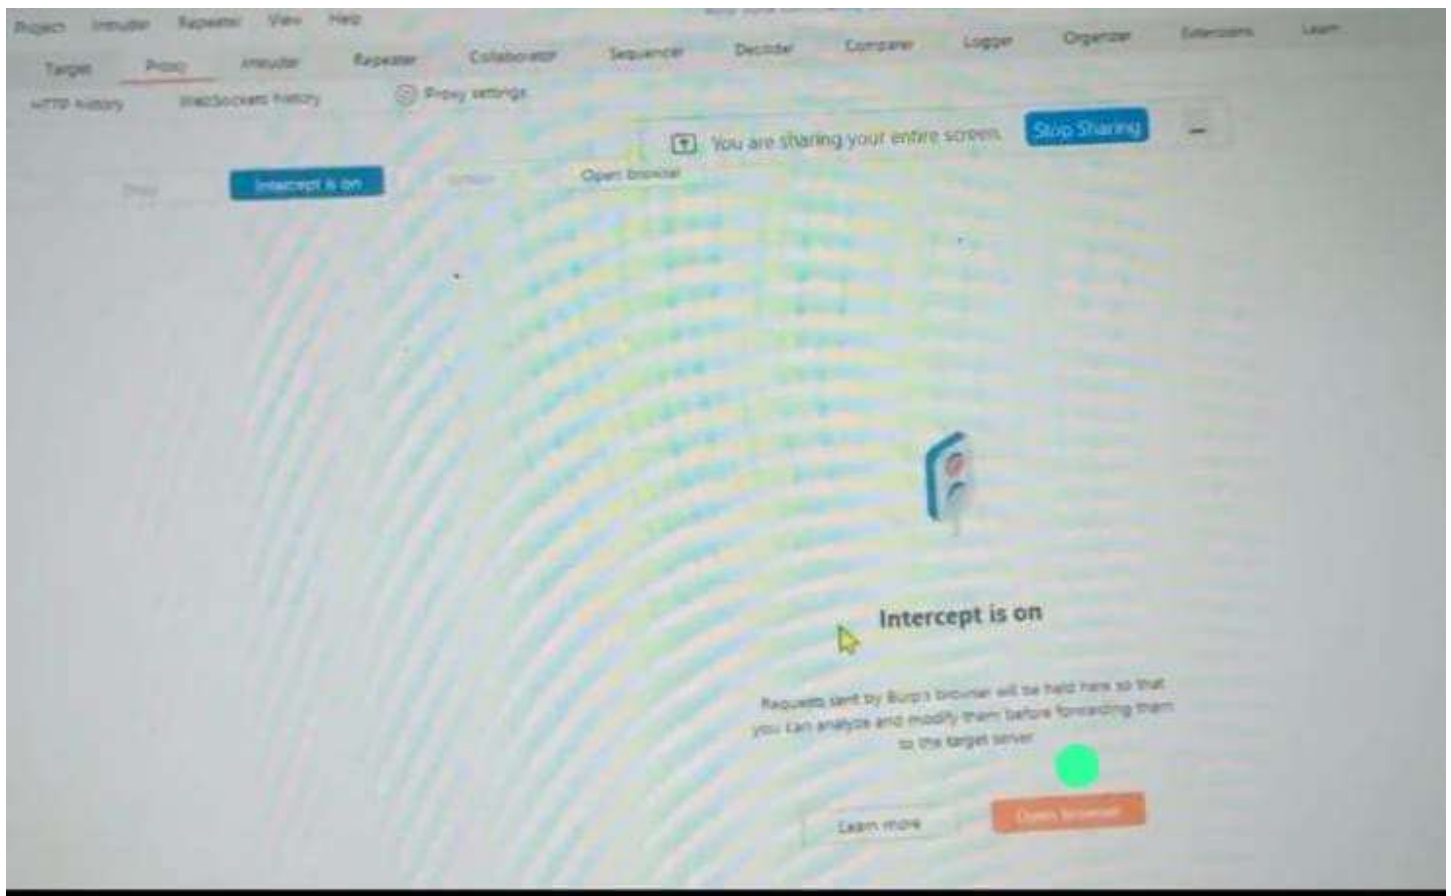 Project Intruder Repeater View Help
Target Proxy Intruder Repeater Collaborator Sequencer Decoder Comparer Logger Organizer Extensions Learn
HTTP history WebSockets history Proxy settings
You are sharing your entire screen. Stop Sharing
Drop Intercept is on Action Open browser
Intercept is on
Requests sent by Burp's browser will be held here so that
you can analyze and modify them before forwarding them
to the target server.
Learn more Open browser